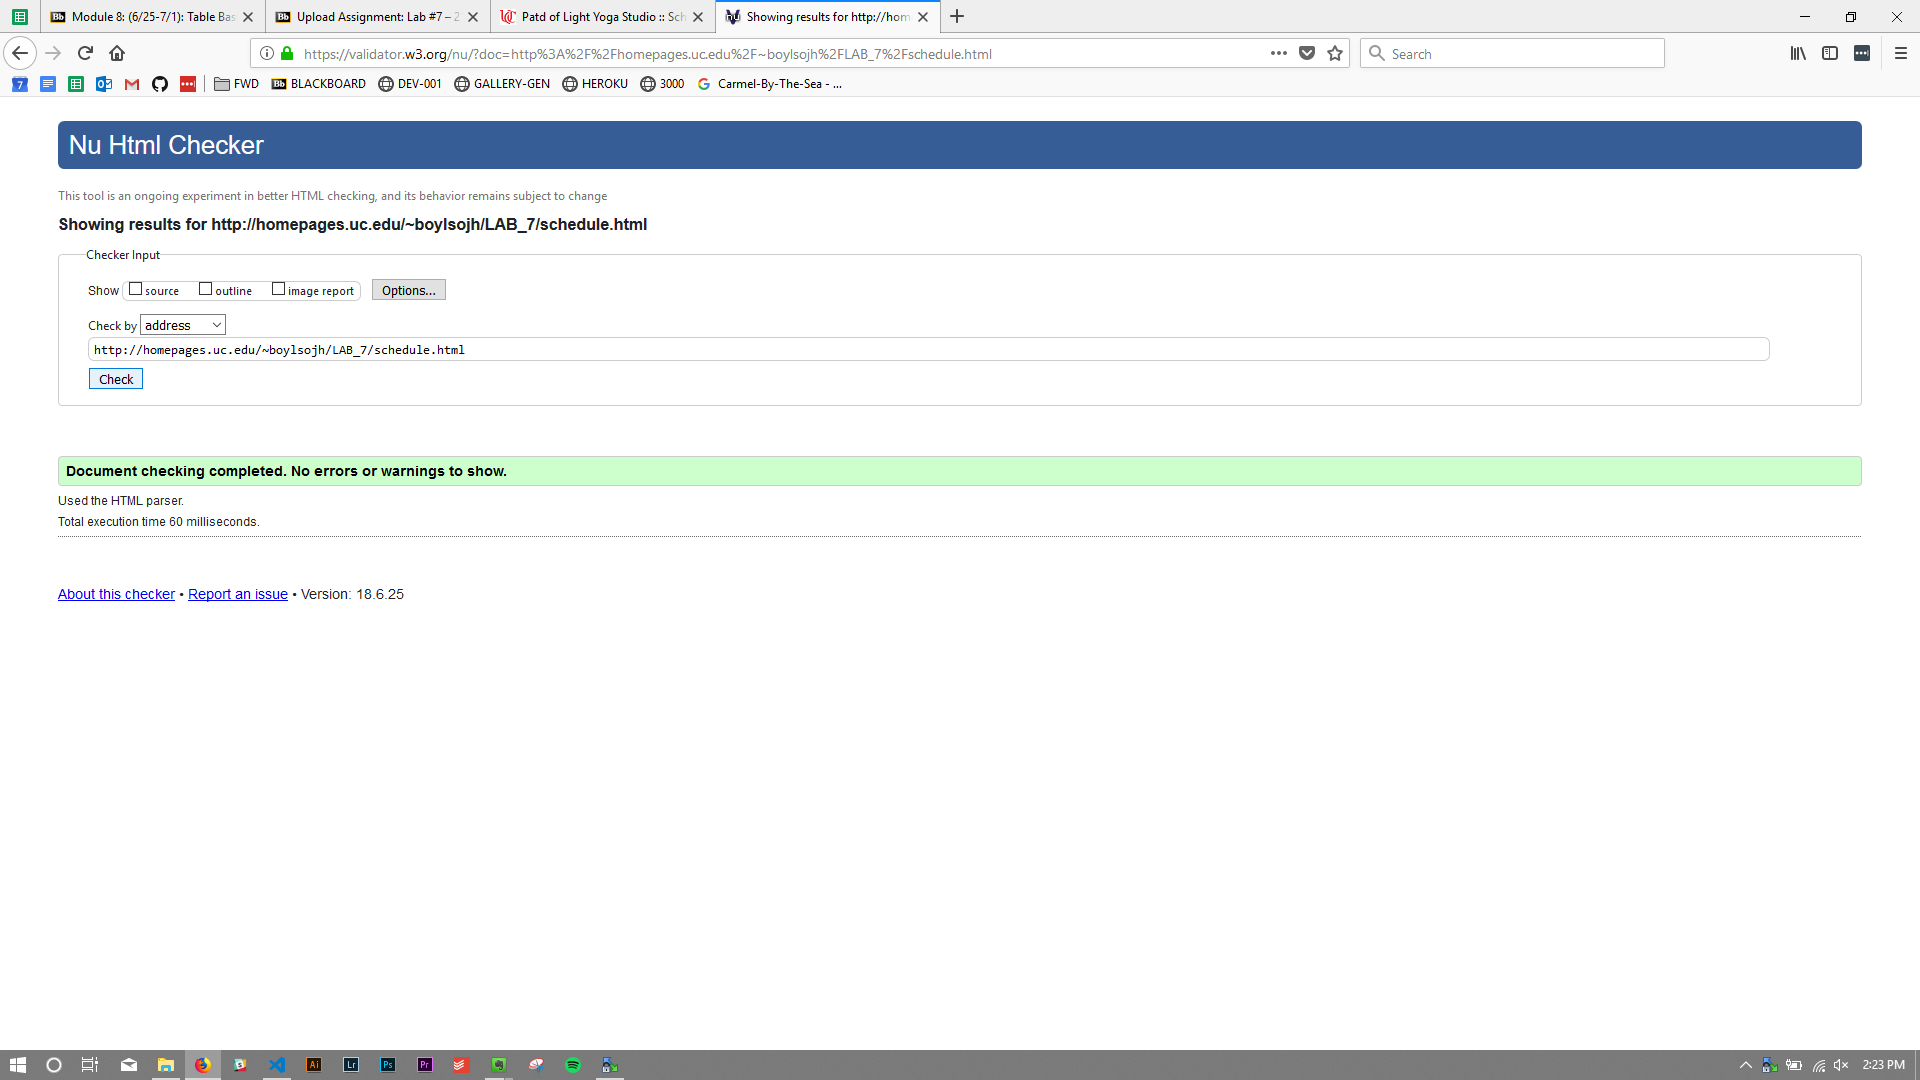 Module 8: (6/25-7/1): Table Bas
Upload Assignment: Lab #7 – 2
Patd of Light Yoga Studio :: Sch
Showing results for http://hom
https://validator.w3.org/nu/?doc=http%3A%2F%2Fhomepages.uc.edu%2F~boylsojh%2FLAB_7%2Fschedule.html
Search
FWD
BLACKBOARD
DEV-001
GALLERY-GEN
HEROKU
3000
Carmel-By-The-Sea - ...
Nu Html Checker
This tool is an ongoing experiment in better HTML checking, and its behavior remains subject to change
Showing results for http://homepages.uc.edu/~boylsojh/LAB_7/schedule.html
Checker Input
Show source outline image report Options...
Check by address
http://homepages.uc.edu/~boylsojh/LAB_7/schedule.html
Check
Document checking completed. No errors or warnings to show.
Used the HTML parser.
Total execution time 60 milliseconds.
About this checker • Report an issue • Version: 18.6.25
Ai
Lr
Ps
Pr
2:23 PM